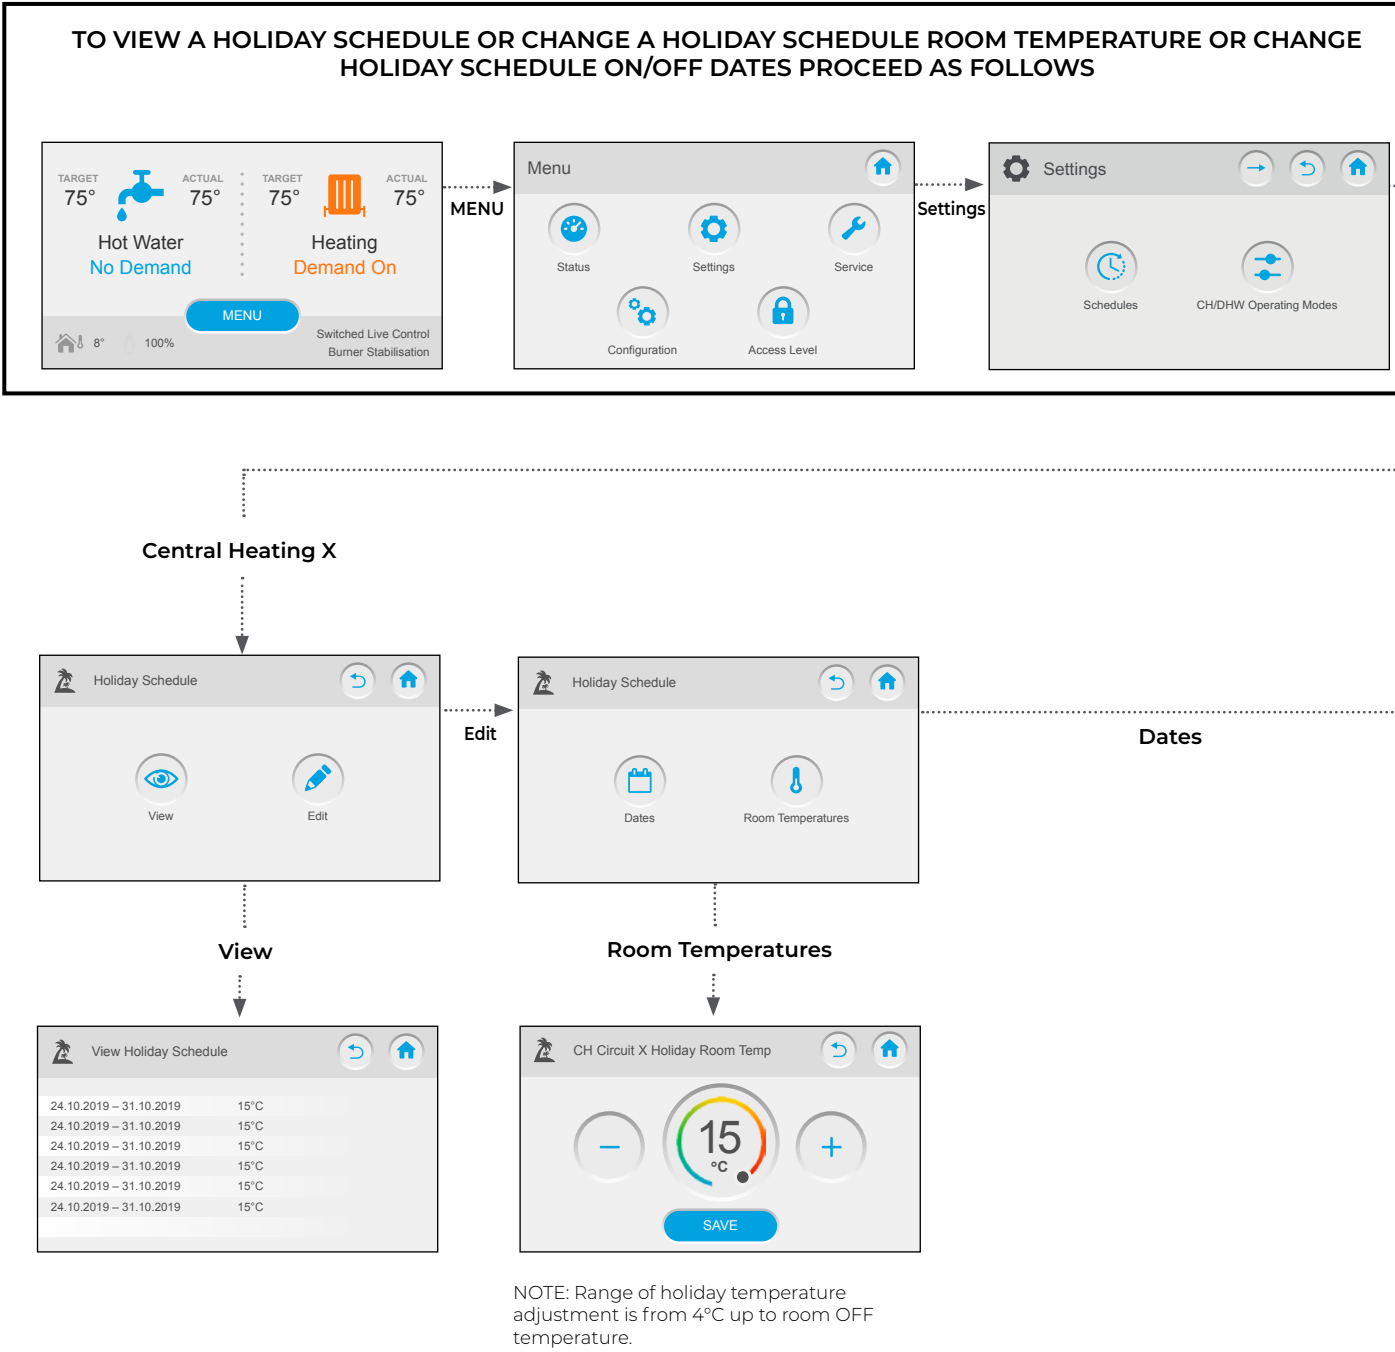 TO VIEW A HOLIDAY SCHEDULE OR CHANGE A HOLIDAY SCHEDULE ROOM TEMPERATURE OR CHANGE
HOLIDAY SCHEDULE ON/OFF DATES PROCEED AS FOLLOWS
TARGET
75°
ACTUAL
75°
TARGET
75°
ACTUAL
75°
Hot Water
No Demand
Heating
Demand On
MENU
8°
100%
Switched Live Control
Burner Stabilisation
MENU
Menu
Status
Settings
Service
Configuration
Access Level
Settings
Settings
Schedules
CH/DHW Operating Modes
Central Heating X
Holiday Schedule
View
Edit
Edit
Holiday Schedule
Dates
Room Temperatures
Dates
View
Room Temperatures
View Holiday Schedule
24.10.2019 – 31.10.2019 15°C
24.10.2019 – 31.10.2019 15°C
24.10.2019 – 31.10.2019 15°C
24.10.2019 – 31.10.2019 15°C
24.10.2019 – 31.10.2019 15°C
24.10.2019 – 31.10.2019 15°C
CH Circuit X Holiday Room Temp
−
15
°C
+
SAVE
NOTE: Range of holiday temperature
adjustment is from 4°C up to room OFF
temperature.